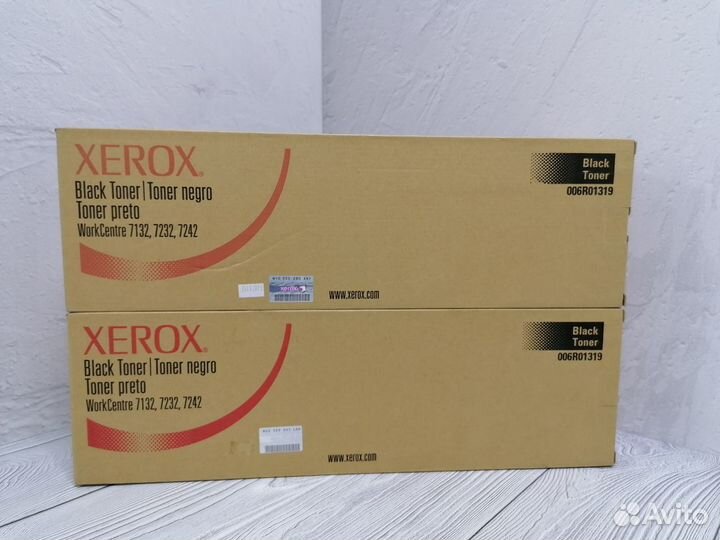 XEROX®
Black Toner | Toner negro
Toner preto
WorkCentre 7132, 7232, 7242
xerox
www.xerox.com
Black
Toner
006R01319
XEROX®
Black Toner | Toner negro
Toner preto
WorkCentre 7132, 7232, 7242
www.xerox.com
Black
Toner
006R01319
Avito